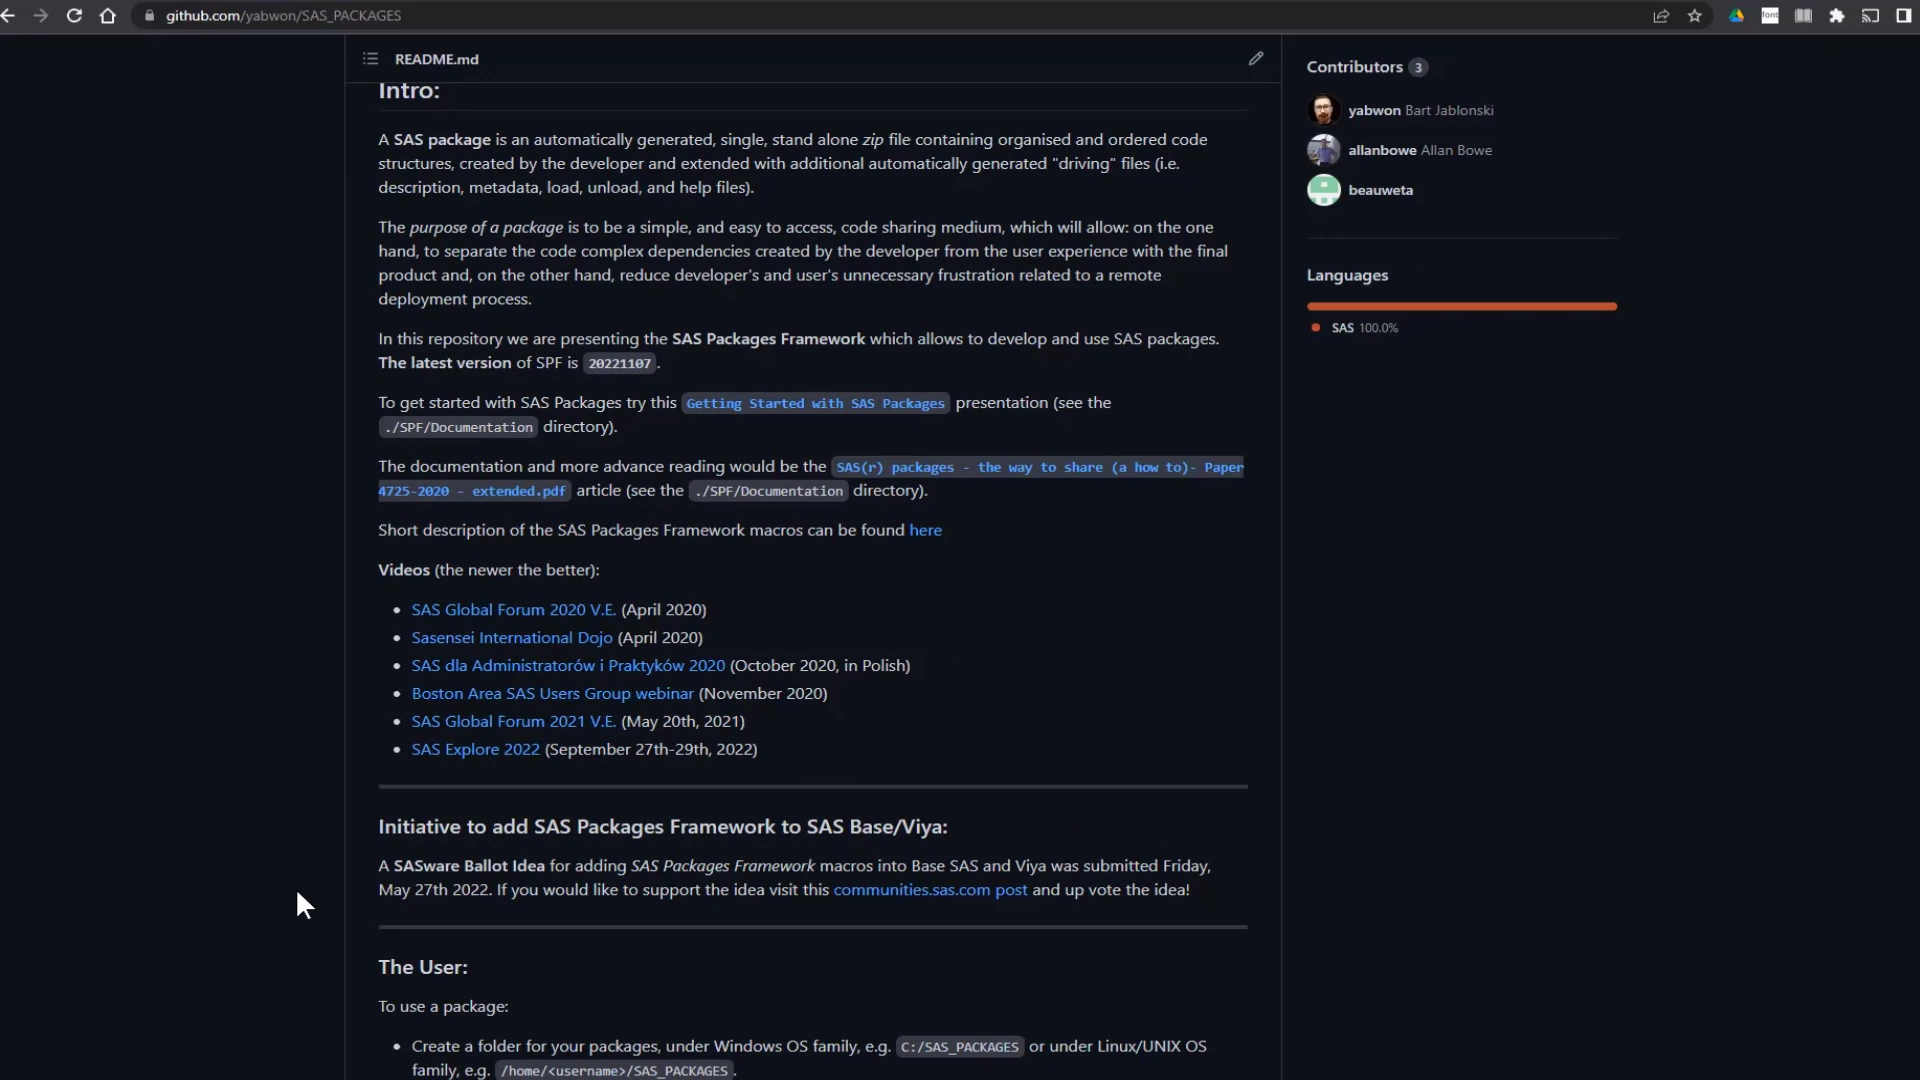 github.com/yabwon/SAS_PACKAGES
font
README.md
Intro:
A SAS package is an automatically generated, single, stand alone zip file containing organised and ordered code
structures, created by the developer and extended with additional automatically generated "driving" files (i.e.
description, metadata, load, unload, and help files).
The purpose of a package is to be a simple, and easy to access, code sharing medium, which will allow: on the one
hand, to separate the code complex dependencies created by the developer from the user experience with the final
product and, on the other hand, reduce developer's and user's unnecessary frustration related to a remote
deployment process.
In this repository we are presenting the SAS Packages Framework which allows to develop and use SAS packages.
The latest version of SPF is 20221107.
To get started with SAS Packages try this Getting Started with SAS Packages presentation (see the
./SPF/Documentation directory).
The documentation and more advance reading would be the SAS(r) packages - the way to share (a how to)- Paper
4725-2020 - extended.pdf article (see the ./SPF/Documentation directory).
Short description of the SAS Packages Framework macros can be found here
Videos (the newer the better):
• SAS Global Forum 2020 V.E. (April 2020)
• Sasensei International Dojo (April 2020)
• SAS dla Administratorów i Praktyków 2020 (October 2020, in Polish)
• Boston Area SAS Users Group webinar (November 2020)
• SAS Global Forum 2021 V.E. (May 20th, 2021)
• SAS Explore 2022 (September 27th-29th, 2022)
Initiative to add SAS Packages Framework to SAS Base/Viya:
A SASware Ballot Idea for adding SAS Packages Framework macros into Base SAS and Viya was submitted Friday,
May 27th 2022. If you would like to support the idea visit this communities.sas.com post and up vote the idea!
The User:
To use a package:
• Create a folder for your packages, under Windows OS family, e.g. C:/SAS_PACKAGES or under Linux/UNIX OS
family, e.g. /home/<username>/SAS_PACKAGES.
Contributors 3
yabwon Bart Jablonski
allanbowe Allan Bowe
beauweta
Languages
SAS 100.0%